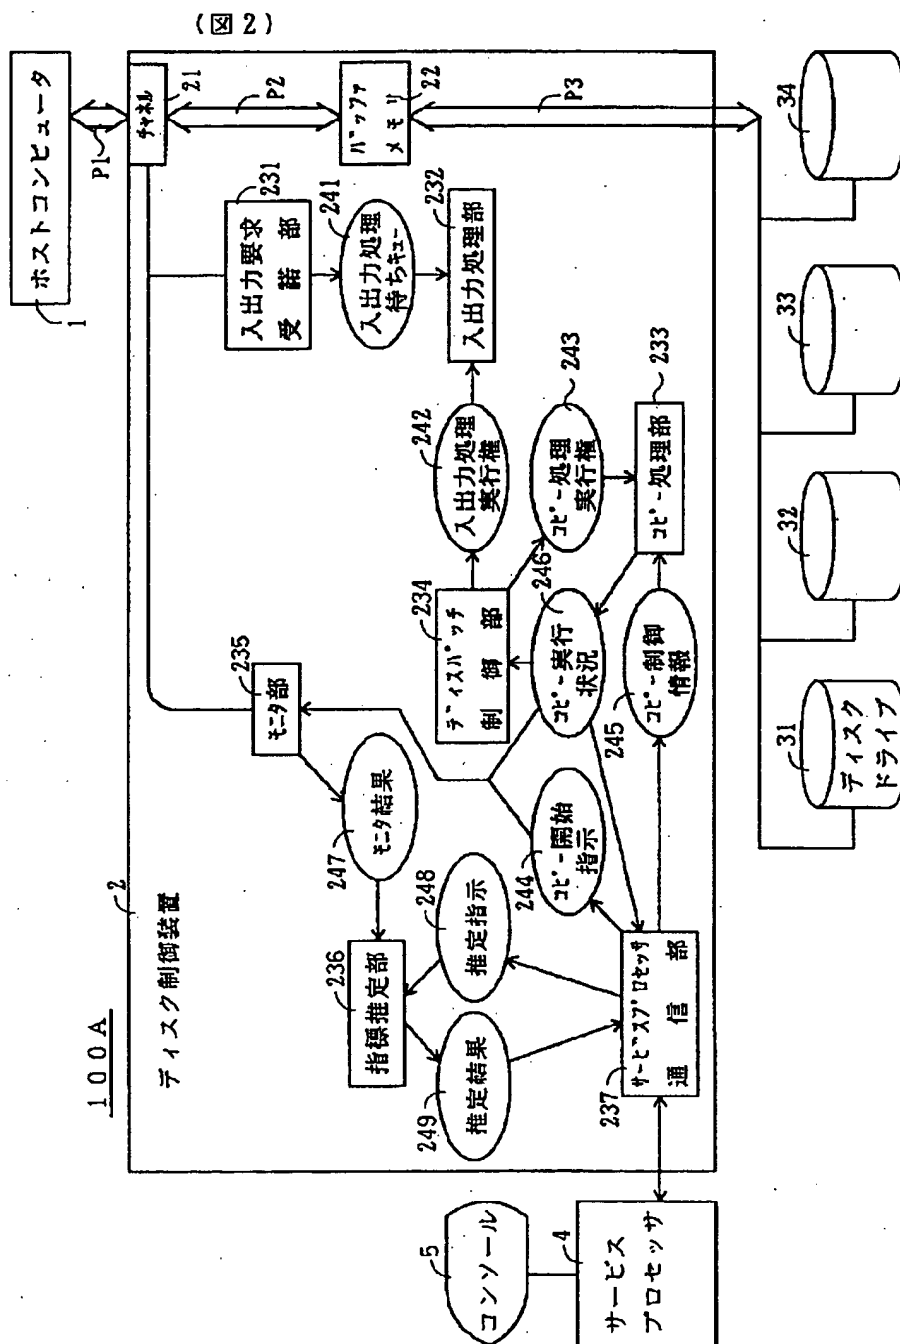 (図2)
100A
ホストコンピュータ
1
P1
2
ディスク制御装置
チャネル
21
P2
バッファ
メモリ
22
P3
入出力要求
受諾部
231
入出力処理
待ちキュー
241
入出力処理部
232
入出力処理
実行権
242
コピー処理
実行権
243
コピー処理部
233
ディスパッチ
制御部
234
コピー実行
状況
246
コピー制御
情報
245
モニタ部
235
モニタ結果
247
コピー開始
指示
244
指標推定部
236
推定指示
248
推定結果
249
サービスプロセッサ
通信部
237
コンソール
5
サービス
プロセッサ
4
ディスク
ドライブ
31
32
33
34